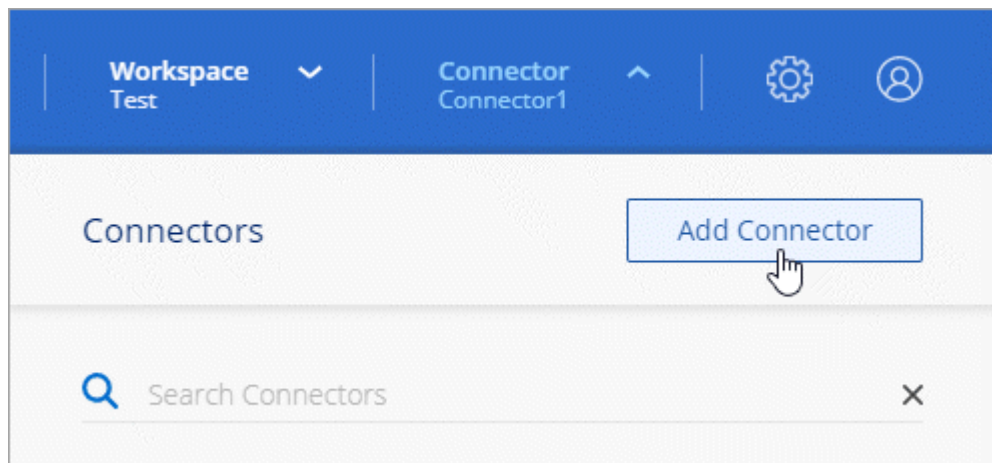 Workspace
Test
Connector
Connector1
Connectors
Add Connector
Search Connectors